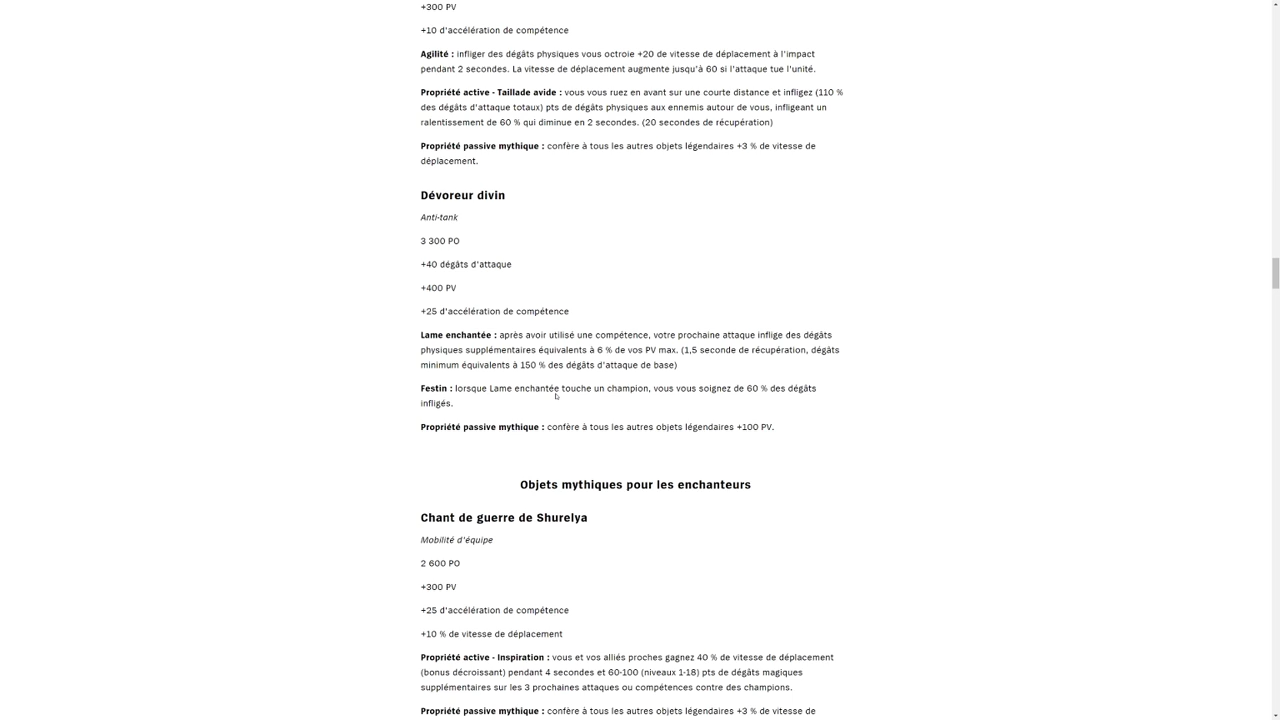 +300 PV
+10 d'accélération de compétence
Agilité : infliger des dégâts physiques vous octroie +20 de vitesse de déplacement à l'impact
pendant 2 secondes. La vitesse de déplacement augmente jusqu'à 60 si l'attaque tue l'unité.
Propriété active - Taillade avide : vous vous ruez en avant sur une courte distance et infligez (110 %
des dégâts d'attaque totaux) pts de dégâts physiques aux ennemis autour de vous, infligeant un
ralentissement de 60 % qui diminue en 2 secondes. (20 secondes de récupération)
Propriété passive mythique : confère à tous les autres objets légendaires +3 % de vitesse de
déplacement.
Dévoreur divin
Anti-tank
3 300 PO
+40 dégâts d'attaque
+400 PV
+25 d'accélération de compétence
Lame enchantée : après avoir utilisé une compétence, votre prochaine attaque inflige des dégâts
physiques supplémentaires équivalents à 6 % de vos PV max. (1,5 seconde de récupération, dégâts
minimum équivalents à 150 % des dégâts d'attaque de base)
Festin : lorsque Lame enchantée touche un champion, vous vous soignez de 60 % des dégâts
infligés.
Propriété passive mythique : confère à tous les autres objets légendaires +100 PV.
Objets mythiques pour les enchanteurs
Chant de guerre de Shurelya
Mobilité d'équipe
2 600 PO
+300 PV
+25 d'accélération de compétence
+10 % de vitesse de déplacement
Propriété active - Inspiration : vous et vos alliés proches gagnez 40 % de vitesse de déplacement
(bonus décroissant) pendant 4 secondes et 60-100 (niveaux 1-18) pts de dégâts magiques
supplémentaires sur les 3 prochaines attaques ou compétences contre des champions.
Propriété passive mythique : confère à tous les autres objets légendaires +3 % de vitesse de